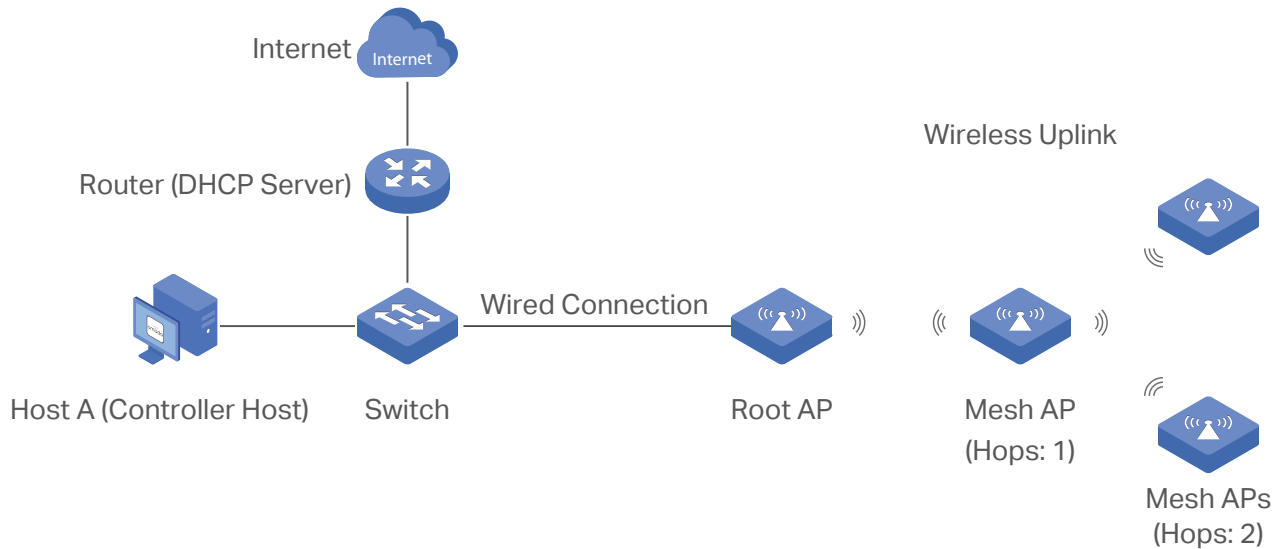 Internet
Internet
Wireless Uplink
Router (DHCP Server)
Wired Connection
Host A (Controller Host)
Switch
Root AP
Mesh AP
(Hops: 1)
Mesh APs
(Hops: 2)